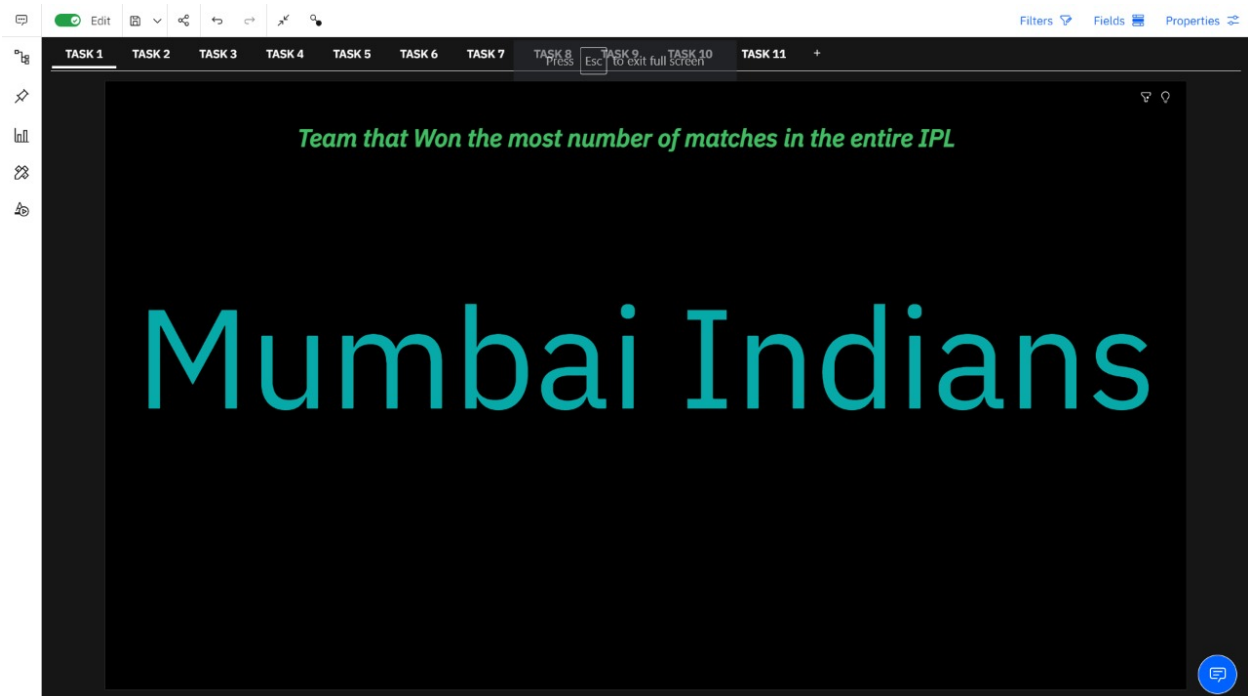 Edit
Filters
Fields
Properties
TASK 1 TASK 2 TASK 3 TASK 4 TASK 5 TASK 6 TASK 7 TASK 8 TASK 9 TASK 10 TASK 11 +
Press Esc to exit full screen
Team that Won the most number of matches in the entire IPL
Mumbai Indians